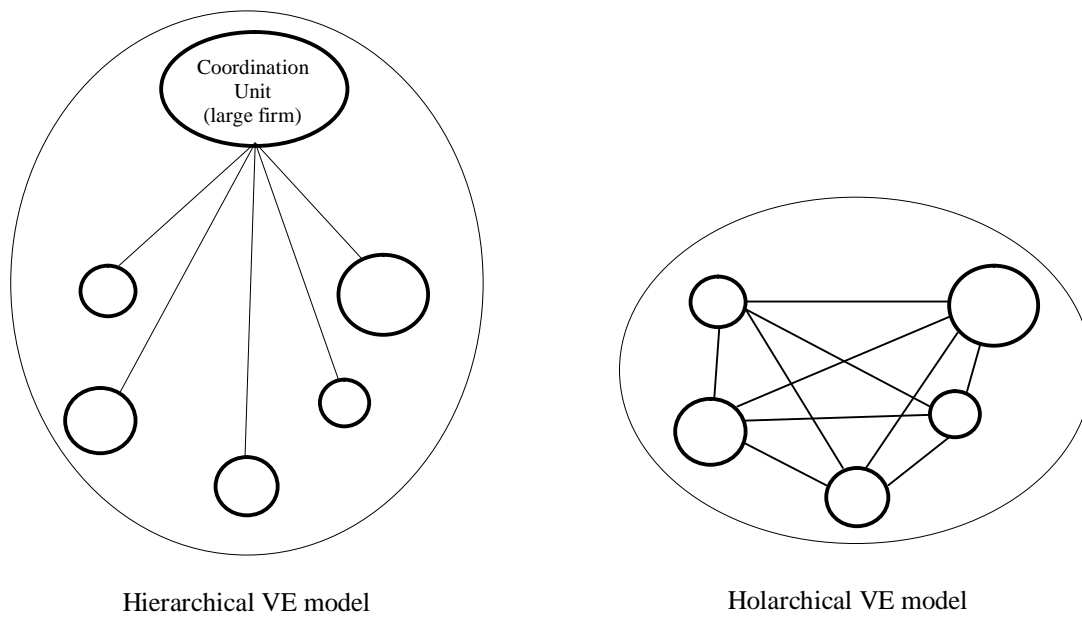 Coordination
Unit
(large firm)
Hierarchical VE model
Holarchical VE model